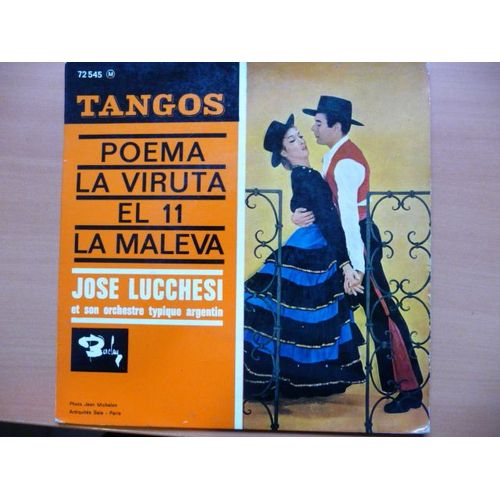 72 545 M
TANGOS
POEMA
LA VIRUTA
EL 11
LA MALEVA
JOSE LUCCHESI
et son orchestre typique argentin
Barclay
Photo Jean Michelon
Antiquités Sala - Paris